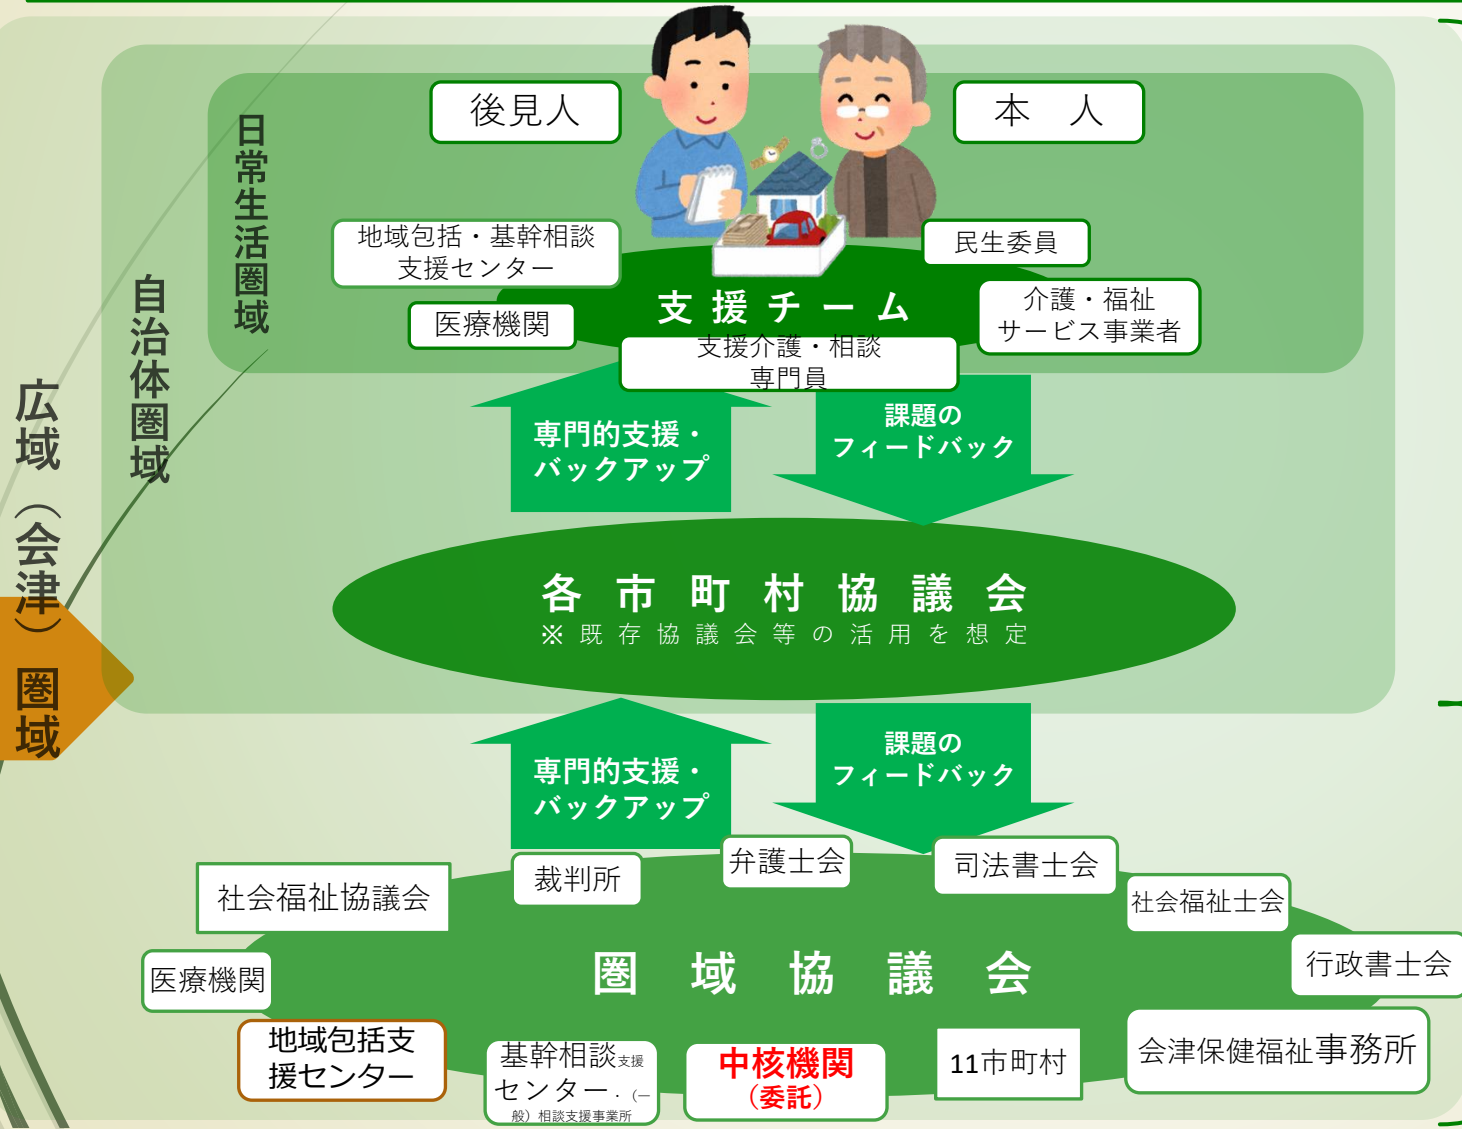 後見人
本　人
日常生活圏域
自治体圏域
広域（会津）圏域
地域包括・基幹相談
支援センター
民生委員
医療機関
支援チーム
介護・福祉
サービス事業者
支援介護・相談
専門員
専門的支援・
バックアップ
課題の
フィードバック
各市町村協議会
※既存協議会等の活用を想定
専門的支援・
バックアップ
課題の
フィードバック
社会福祉協議会
裁判所
弁護士会
司法書士会
社会福祉士会
行政書士会
医療機関
圏域協議会
地域包括支
援センター
基幹相談支援
センター・（一
般）相談支援事業所
中核機関
（委託）
11市町村
会津保健福祉事務所